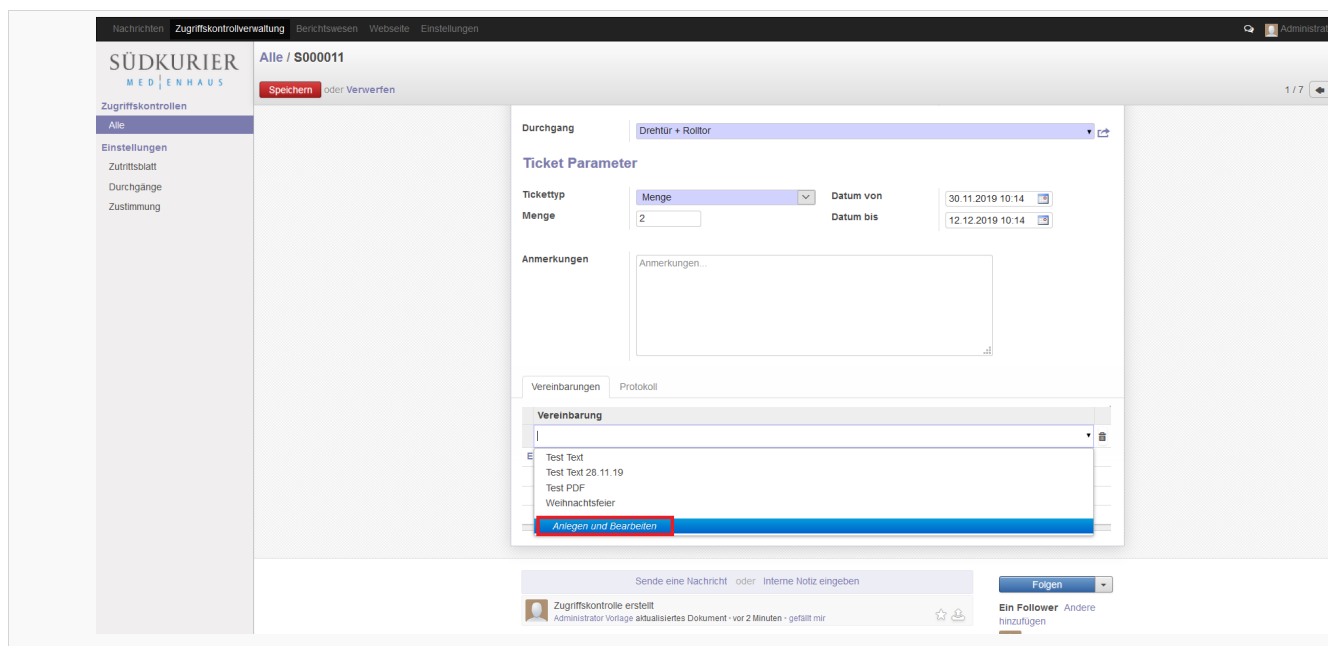 Nachrichten Zugriffskontrollverwaltung Berichtswesen Webseite Einstellungen
SÜDKURIER
MEDIENHAUS
Zugriffskontrollen
Alle
Einstellungen
Zutrittsblatt
Durchgänge
Zustimmung
Alle / S000011
Speichern oder Verwerfen
1 / 7
Durchgang Drehtür + Rolltor
Ticket Parameter
Tickettyp Menge Datum von 30.11.2019 10:14
Menge 2 Datum bis 12.12.2019 10:14
Anmerkungen Anmerkungen...
Vereinbarungen Protokoll
Vereinbarung
Test Text
Test Text 28.11.19
Test PDF
Weihnachtsfeier
Anlegen und Bearbeiten
Sende eine Nachricht oder Interne Notiz eingeben
Zugriffskontrolle erstellt
Administrator Vorlage aktualisiertes Dokument - vor 2 Minuten - gefällt mir
Folgen
Ein Follower Andere
hinzufügen